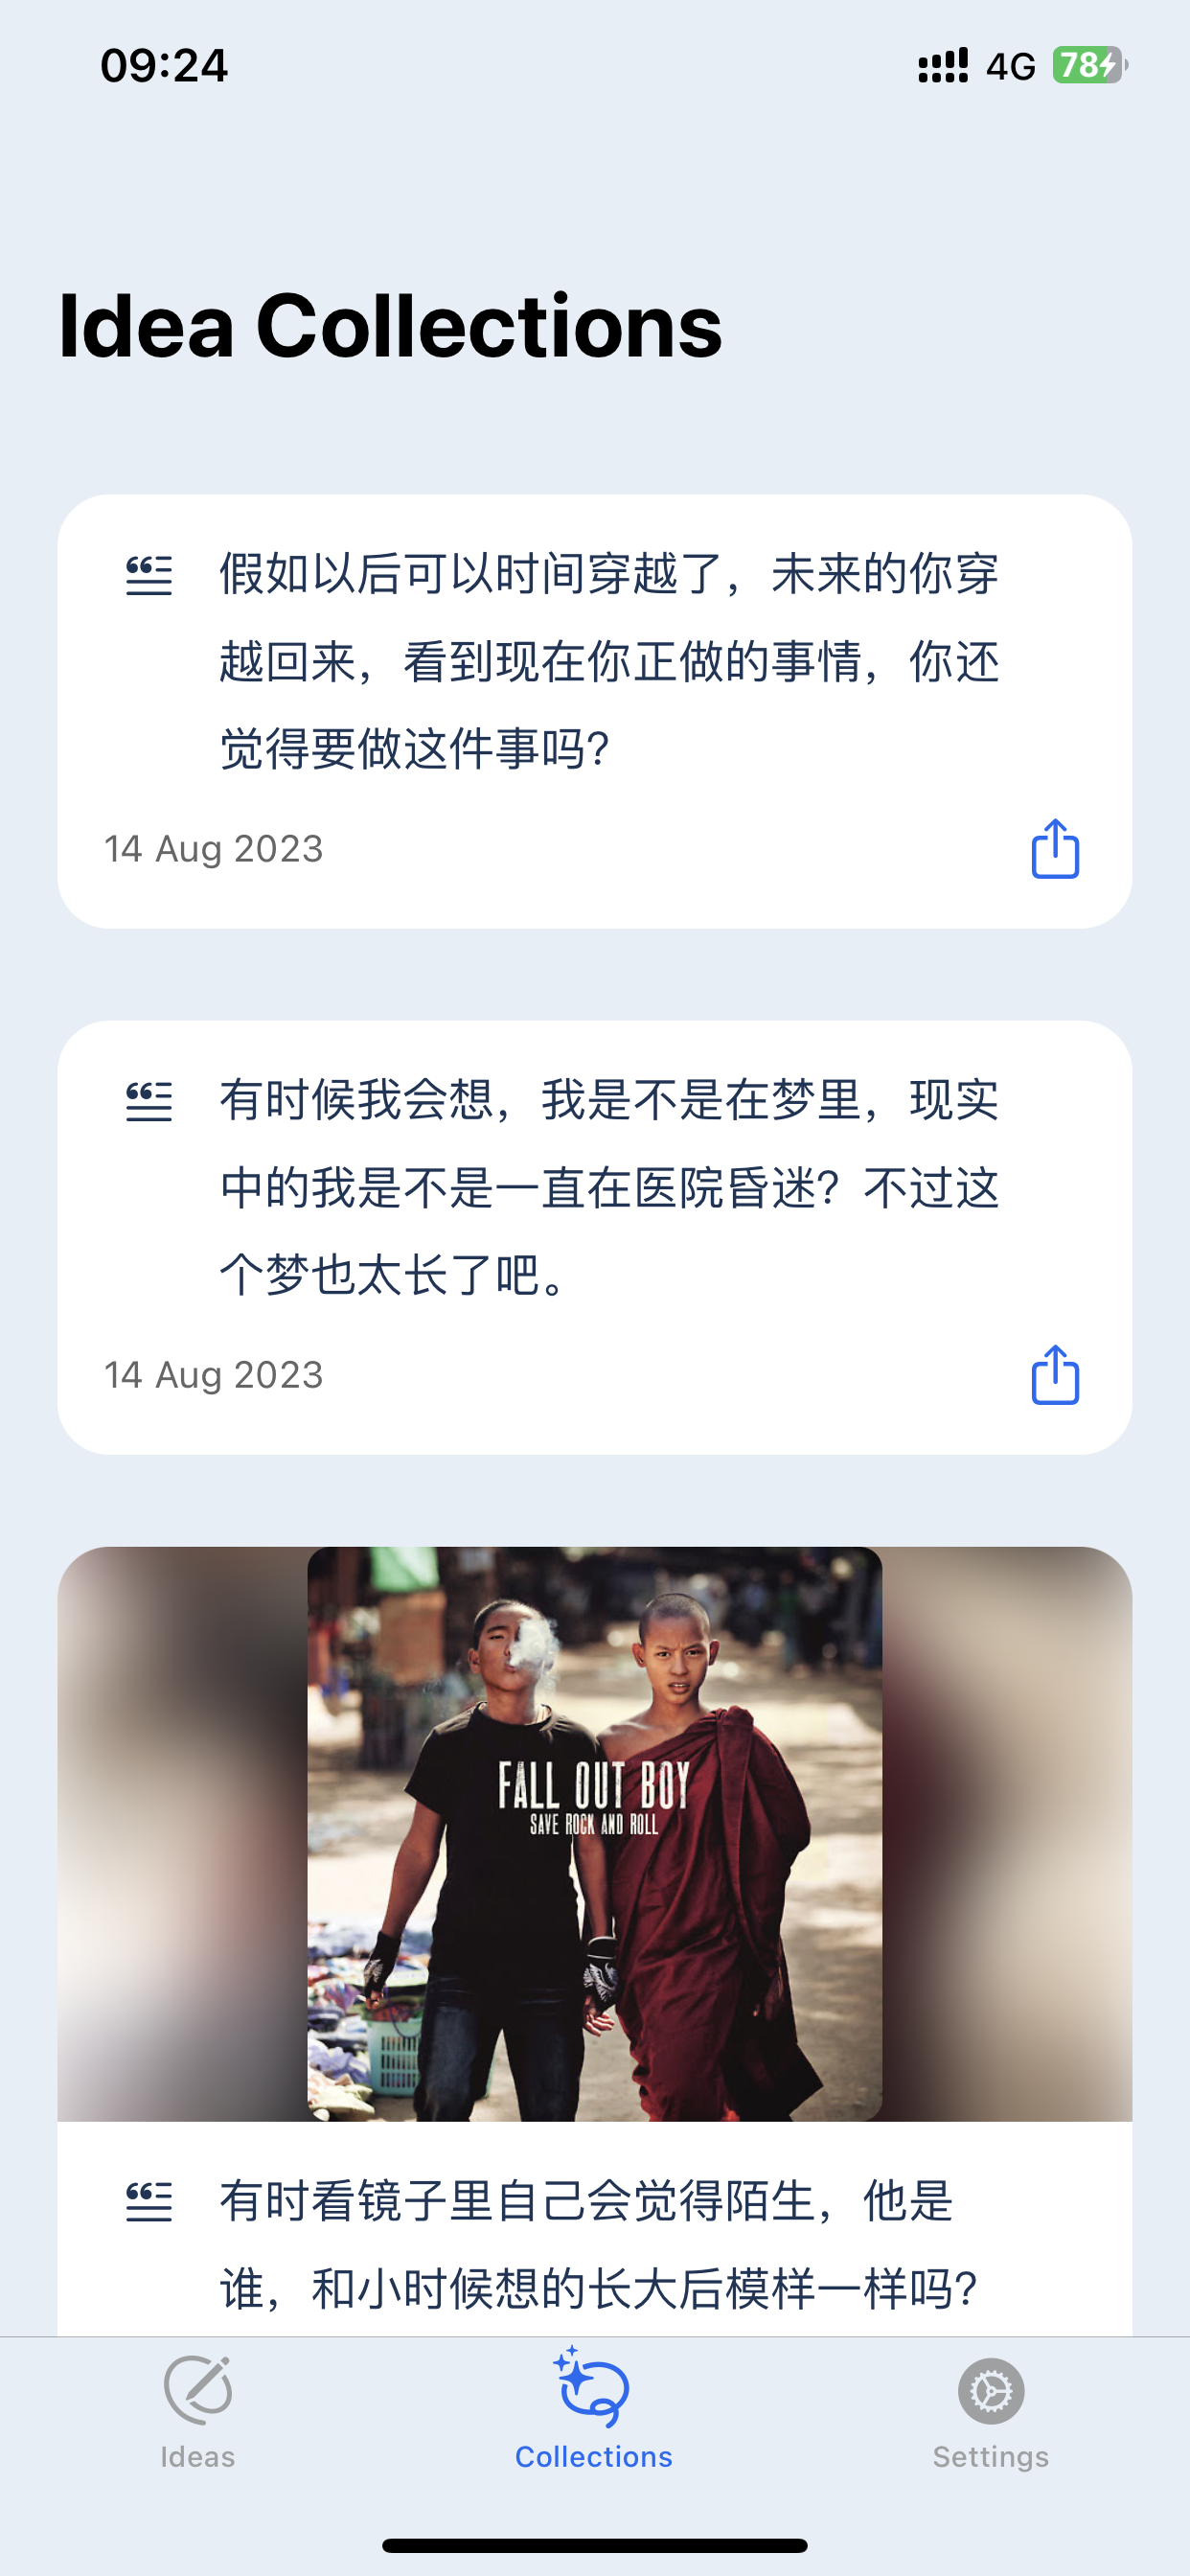 09:24
4G 78
Idea Collections
假如以后可以时间穿越了，未来的你穿
越回来，看到现在你正做的事情，你还
觉得要做这件事吗？
14 Aug 2023
有时候我会想，我是不是在梦里，现实
中的我是不是一直在医院昏迷？不过这
个梦也太长了吧。
14 Aug 2023
FALL OUT BOY
SAVE ROCK AND ROLL
有时看镜子里自己会觉得陌生，他是
谁，和小时候想的长大后模样一样吗？
Ideas
Collections
Settings